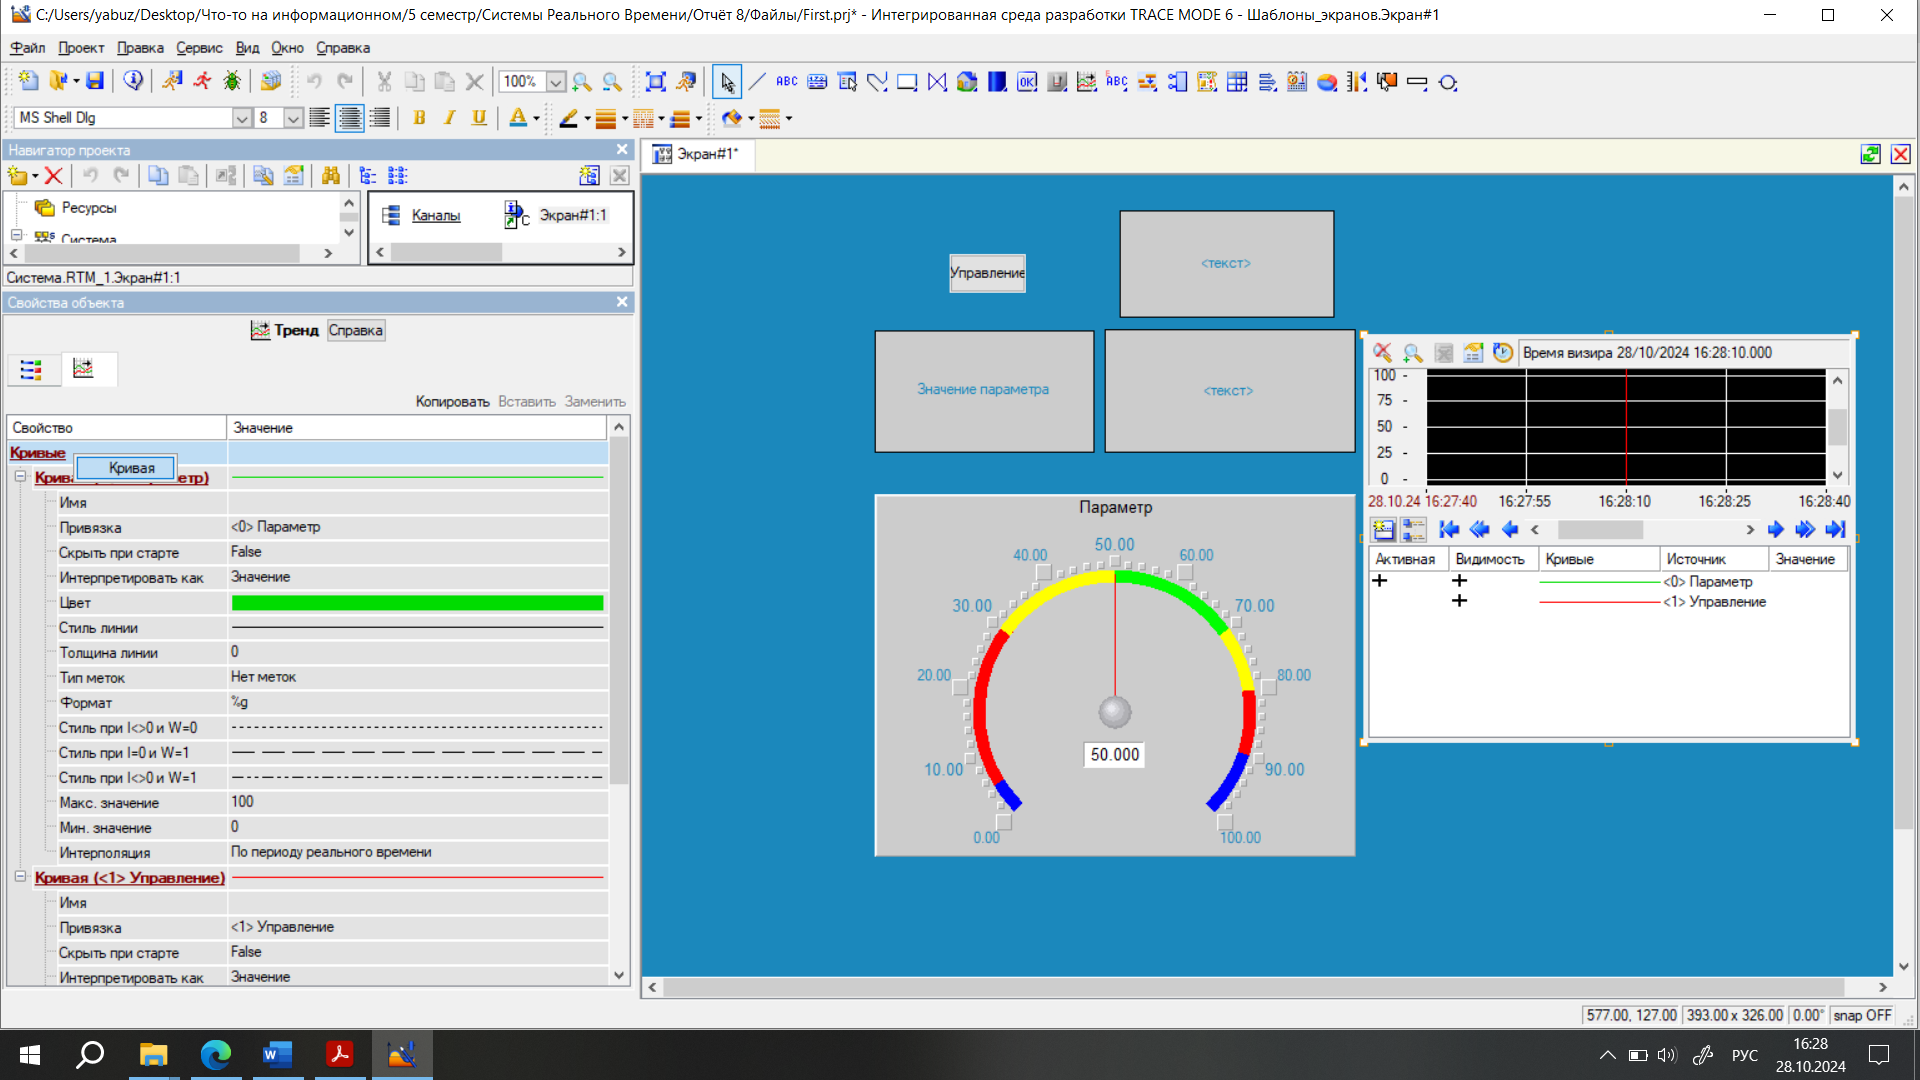 C:/Users/yabuz/Desktop/Что-то на информационном/5 семестр/Системы Реального Времени/Отчёт 8/Файлы/First.prj* - Интегрированная среда разработки TRACE MODE 6 - Шаблоны_экранов.Экран#1
Файл Проект Правка Сервис Вид Окно Справка
100% ABC OK ABC
MS Shell Dlg 8 B I U A
Навигатор проекта
Ресурсы
Система
Каналы Экран#1:1
Система.RTM_1.Экран#1:1
Свойства объекта
Тренд Справка
Копировать Вставить Заменить
Свойство Значение
Кривые
Кривая
Имя
Привязка <0> Параметр
Скрыть при старте False
Интерпретировать как Значение
Цвет
Стиль линии
Толщина линии 0
Тип меток Нет меток
Формат %g
Стиль при I<>0 и W=0
Стиль при I=0 и W=1
Стиль при I<>0 и W=1
Макс. значение 100
Мин. значение 0
Интерполяция По периоду реального времени
Кривая (<1> Управление)
Имя
Привязка <1> Управление
Скрыть при старте False
Интерпретировать как Значение
Экран#1*
Управление
<текст>
Значение параметра
<текст>
Параметр
0.00
10.00
20.00
30.00
40.00
50.00
60.00
70.00
80.00
90.00
100.00
50.000
Время визира 28/10/2024 16:28:10.000
100 -
75 -
50 -
25 -
0 -
28.10.24 16:27:40 16:27:55 16:28:10 16:28:25 16:28:40
Активная Видимость Кривые Источник Значение
<0> Параметр
<1> Управление
577.00, 127.00 393.00 x 326.00 0.00° snap OFF
РУС
16:28
28.10.2024